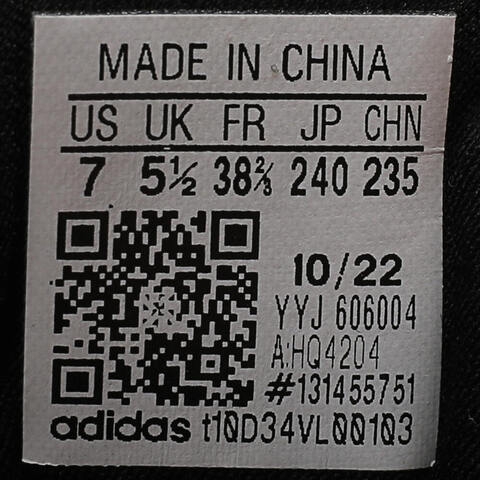 MADE IN CHINA
US UK FR JP CHN
7 5½ 38⅔ 240 235
10/22
YYJ 606004
A:HQ4204
#131455751
adidas t10D34VL00103